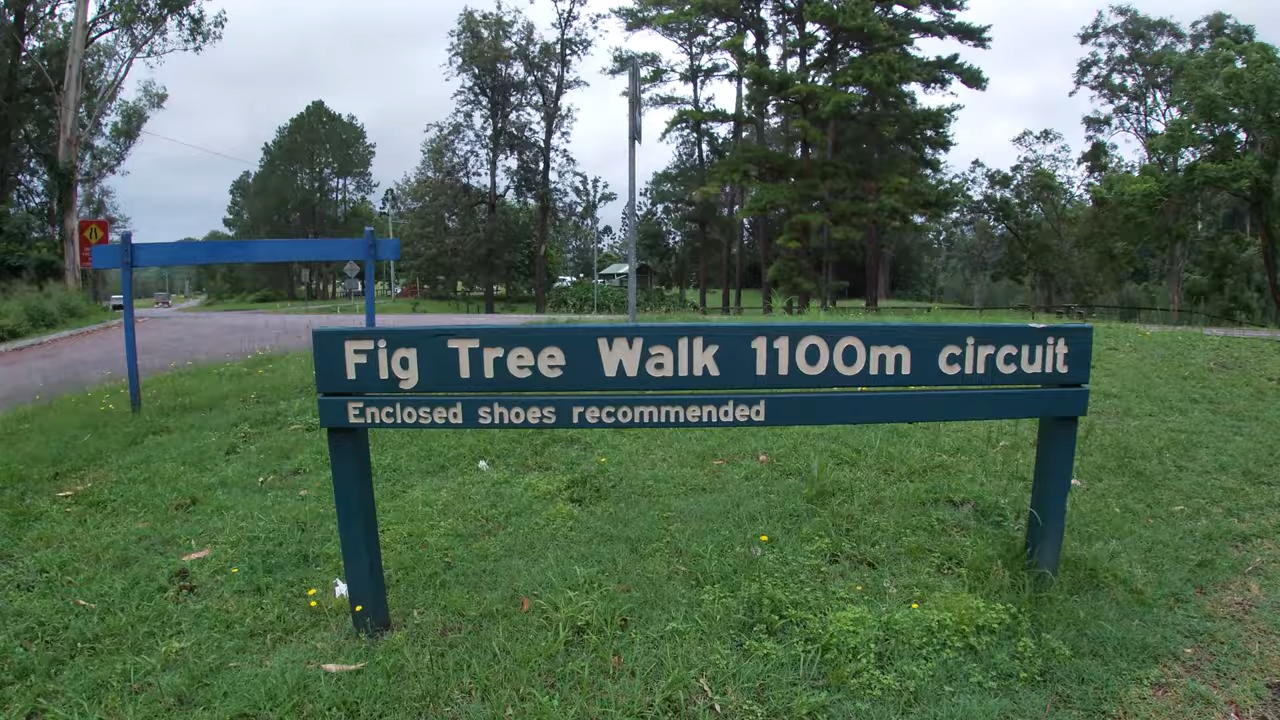 Fig Tree Walk 1100m circuit
Enclosed shoes recommended